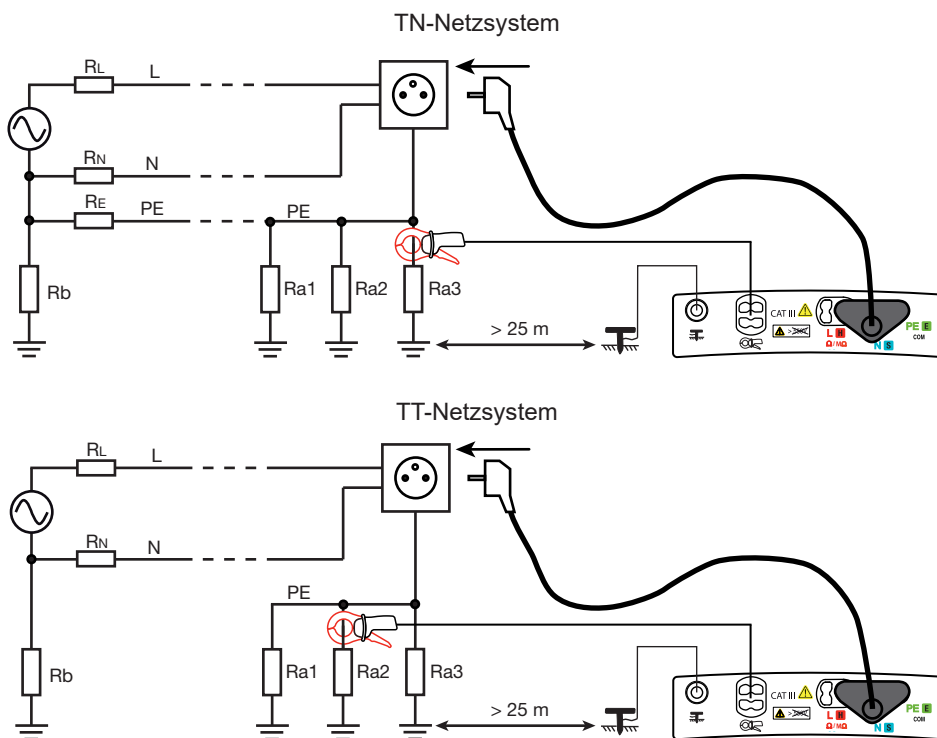 TN-Netzsystem
RL
L
RN
N
RE
PE
PE
Rb
Ra1
Ra2
Ra3
> 25 m
CAT III
L H
Ω/MΩ
N S
PE E
COM
TT-Netzsystem
RL
L
RN
N
PE
Rb
Ra1
Ra2
Ra3
> 25 m
CAT III
L H
Ω/MΩ
N S
PE E
COM